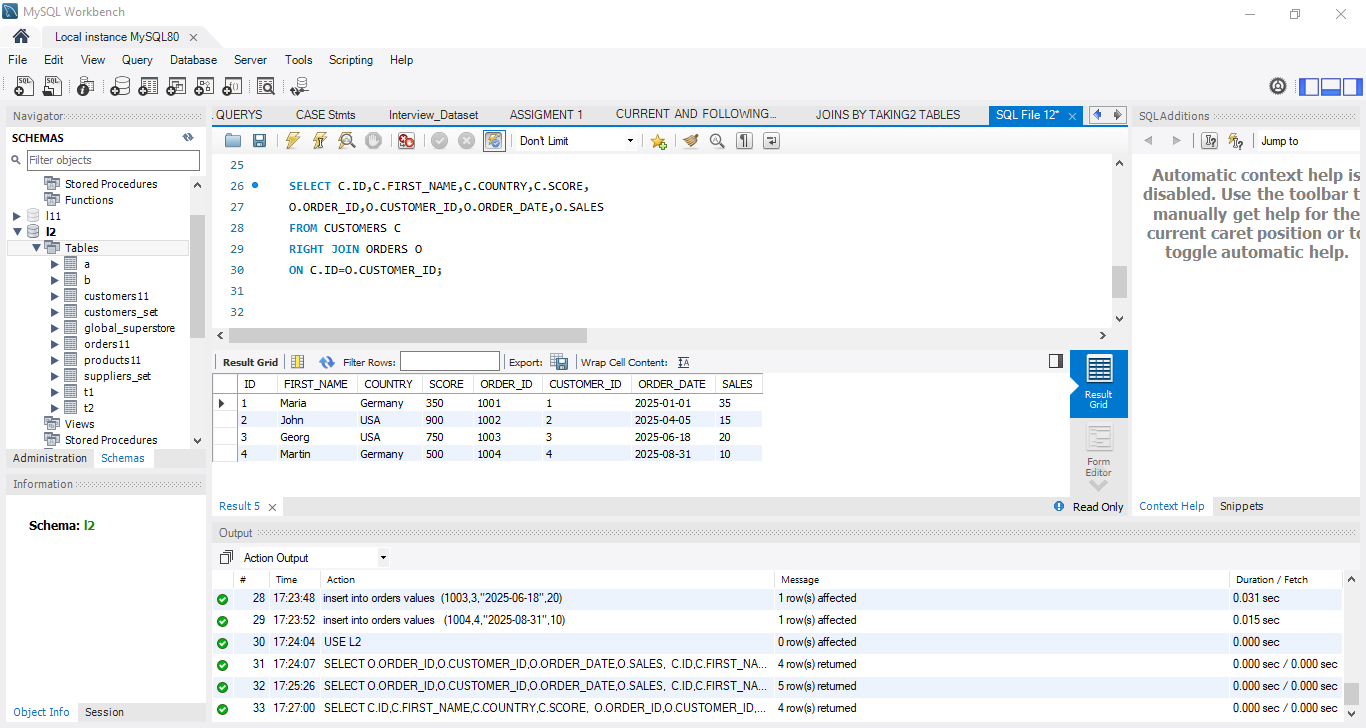 MySQL Workbench
Local instance MySQL80
File Edit View Query Database Server Tools Scripting Help
Navigator
SCHEMAS
Filter objects
Stored Procedures
Functions
l11
l2
Tables
a
b
customers11
customers_set
global_superstore
orders11
products11
suppliers_set
t1
t2
Views
Stored Procedures
Administration Schemas
Information
Schema: l2
Object Info Session
QUERYS CASE Stmts Interview_Dataset ASSIGMENT 1 CURRENT AND FOLLOWING... JOINS BY TAKING2 TABLES SQL File 12*
Don't Limit
25
26 SELECT C.ID,C.FIRST_NAME,C.COUNTRY,C.SCORE,
27 O.ORDER_ID,O.CUSTOMER_ID,O.ORDER_DATE,O.SALES
28 FROM CUSTOMERS C
29 RIGHT JOIN ORDERS O
30 ON C.ID=O.CUSTOMER_ID;
31
32
Result Grid Filter Rows: Export: Wrap Cell Content:
ID FIRST_NAME COUNTRY SCORE ORDER_ID CUSTOMER_ID ORDER_DATE SALES
1 Maria Germany 350 1001 1 2025-01-01 35
2 John USA 900 1002 2 2025-04-05 15
3 Georg USA 750 1003 3 2025-06-18 20
4 Martin Germany 500 1004 4 2025-08-31 10
Result
Grid
Form
Editor
Result 5
Read Only
SQLAdditions
Jump to
Automatic context help is
disabled. Use the toolbar t
manually get help for the
current caret position or to
toggle automatic help.
Context Help Snippets
Output
Action Output
# Time Action Message Duration / Fetch
28 17:23:48 insert into orders values (1003,3,"2025-06-18",20) 1 row(s) affected 0.031 sec
29 17:23:52 insert into orders values (1004,4,"2025-08-31",10) 1 row(s) affected 0.015 sec
30 17:24:04 USE L2 0 row(s) affected 0.000 sec
31 17:24:07 SELECT O.ORDER_ID,O.CUSTOMER_ID,O.ORDER_DATE,O.SALES, C.ID,C.FIRST_NA... 4 row(s) returned 0.000 sec / 0.000 sec
32 17:25:26 SELECT O.ORDER_ID,O.CUSTOMER_ID,O.ORDER_DATE,O.SALES, C.ID,C.FIRST_NA... 5 row(s) returned 0.000 sec / 0.000 sec
33 17:27:00 SELECT C.ID,C.FIRST_NAME,C.COUNTRY,C.SCORE, O.ORDER_ID,O.CUSTOMER_ID,... 4 row(s) returned 0.000 sec / 0.000 sec